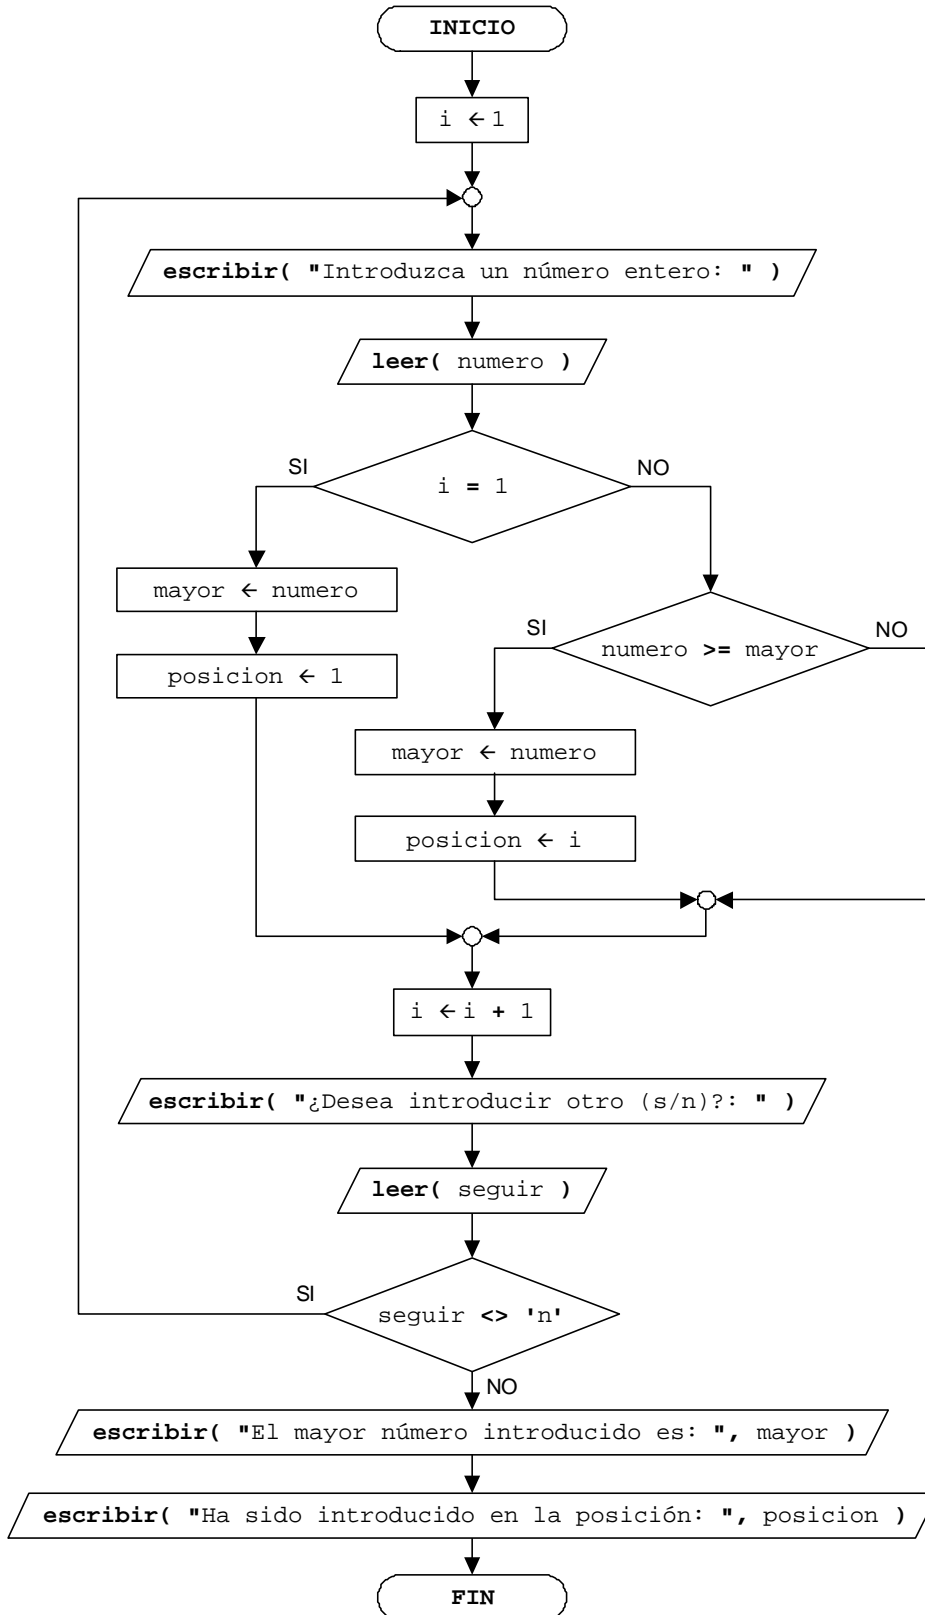 INICIO
i ← 1
escribir( "Introduzca un número entero: " )
leer( numero )
SI
NO
i = 1
mayor ← numero
SI
NO
numero >= mayor
posicion ← 1
mayor ← numero
posicion ← i
i ← i + 1
escribir( "¿Desea introducir otro (s/n)?: " )
leer( seguir )
SI
seguir <> 'n'
NO
escribir( "El mayor número introducido es: ", mayor )
escribir( "Ha sido introducido en la posición: ", posicion )
FIN